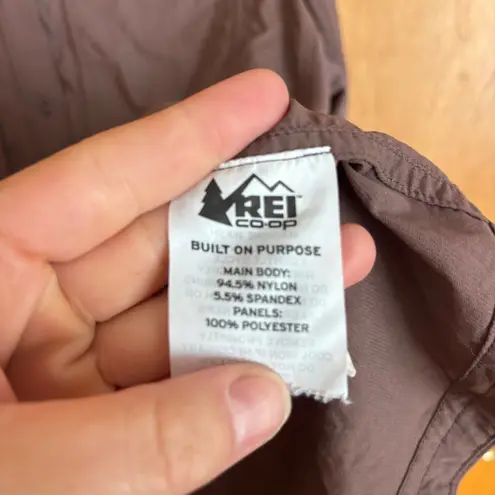 REI
CO·OP
BUILT ON PURPOSE
MAIN BODY:
94.5% NYLON
5.5% SPANDEX
PANELS:
100% POLYESTER